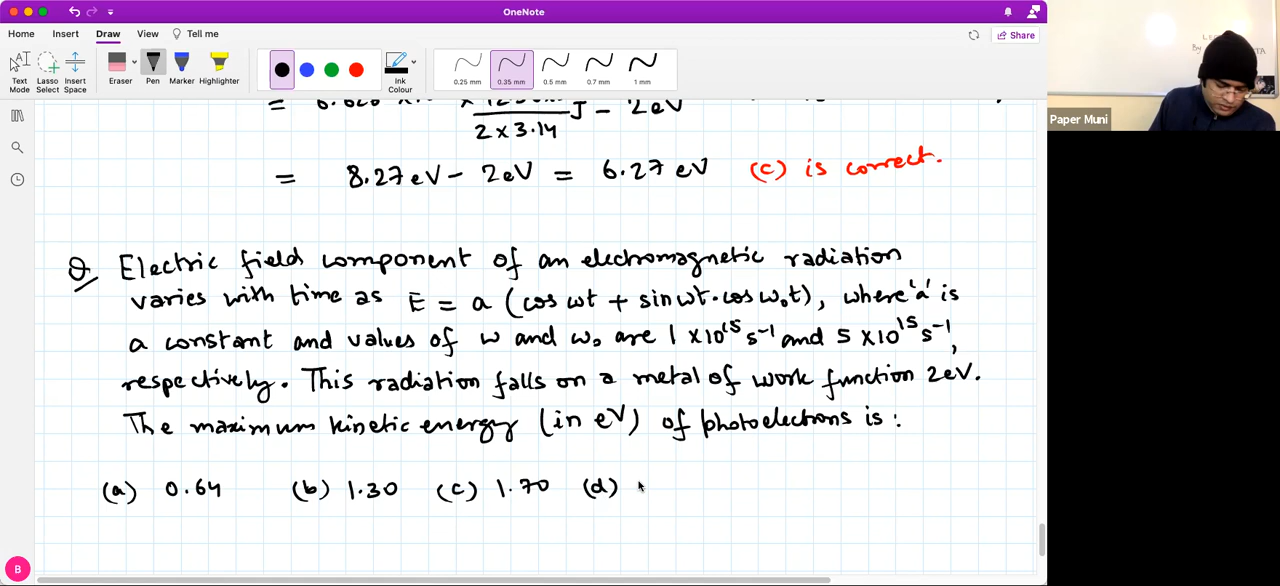 OneNote
Home Insert Draw View Tell me
Share
Text Mode
Lasso Select
Insert Space
Eraser
Pen
Marker
Highlighter
Ink Colour
0.25 mm 0.35 mm 0.5 mm 0.7 mm 1 mm
Paper Muni
J - 2eV
2 x 3.14
= 8.27 eV - 2eV = 6.27 eV (c) is correct.
Q. Electric field component of an electromagnetic radiation
varies with time as E = a (cos ωt + sin ωt · cos ω₀t), where 'a' is
a constant and values of ω and ω₀ are 1 × 10¹⁵ s⁻¹ and 5 × 10¹⁵ s⁻¹,
respectively. This radiation falls on a metal of work function 2eV.
The maximum kinetic energy (in eV) of photoelectrons is:
(a) 0.64 (b) 1.30 (c) 1.70 (d)
B